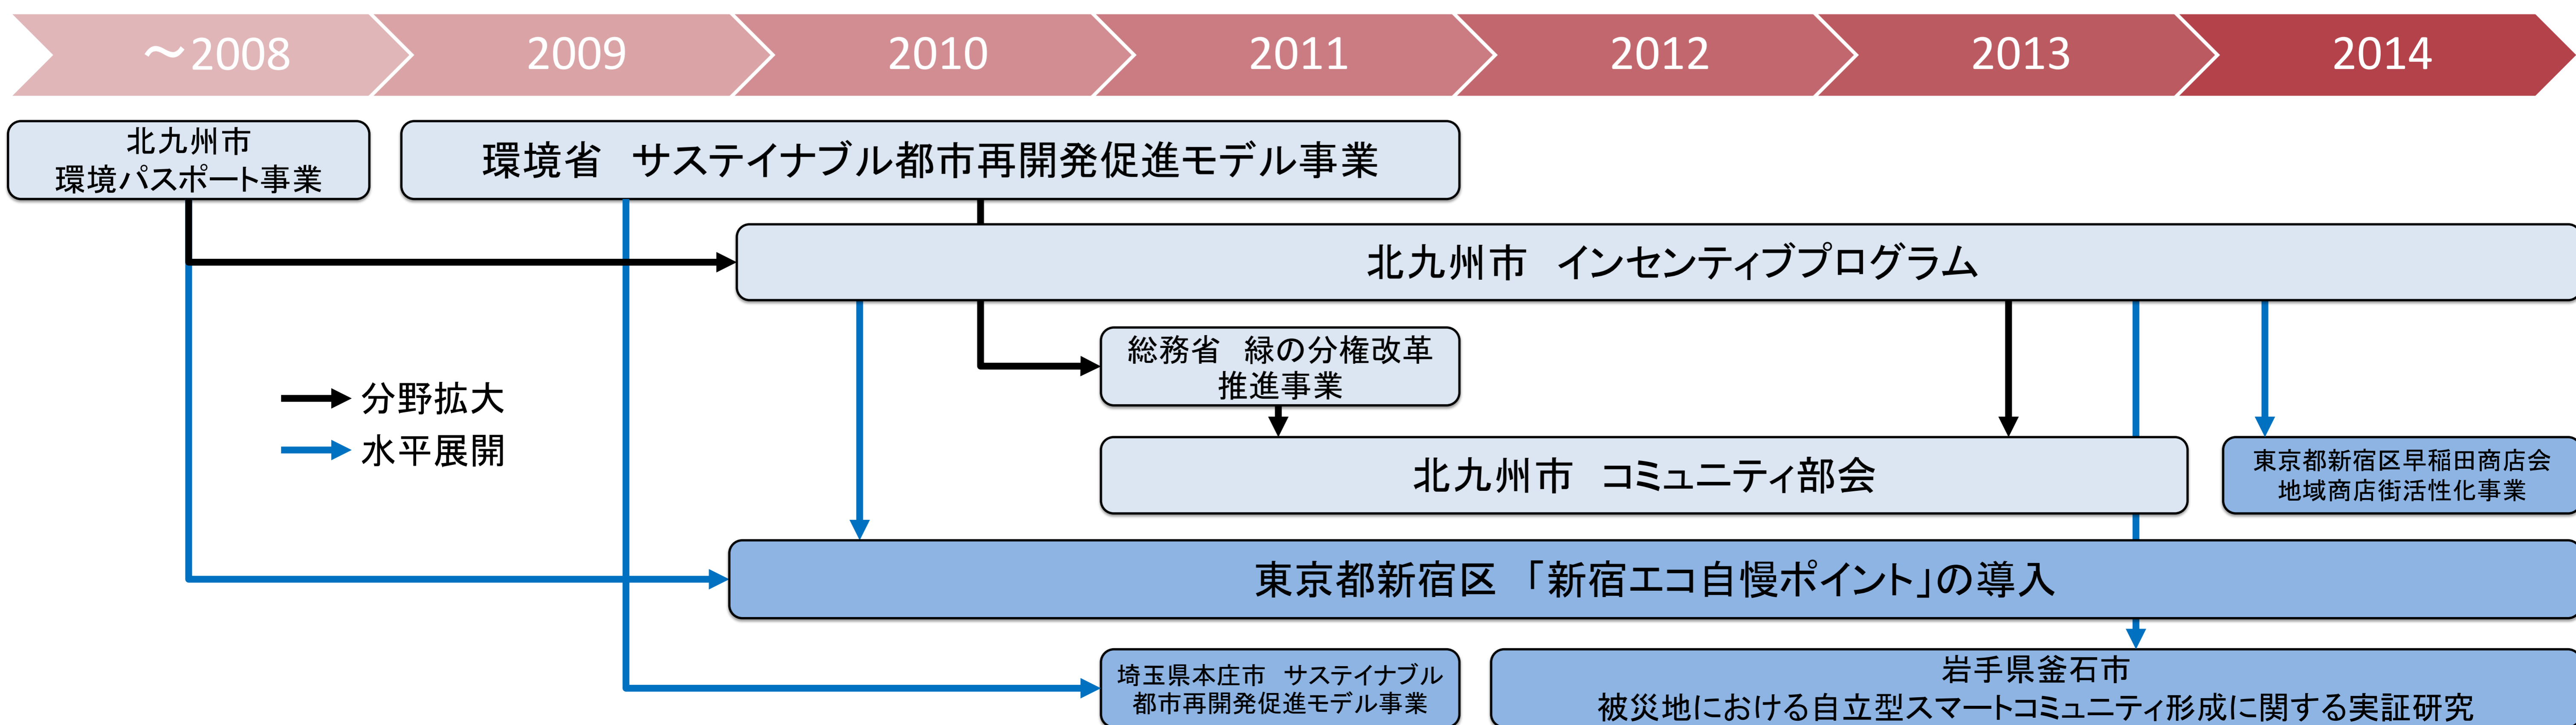 ～2008
2009
2010
2011
2012
2013
2014
北九州市
環境パスポート事業
環境省　サステイナブル都市再開発促進モデル事業
北九州市　インセンティブプログラム
総務省　緑の分権改革
推進事業
分野拡大
水平展開
北九州市　コミュニティ部会
東京都新宿区早稲田商店会
地域商店街活性化事業
東京都新宿区　「新宿エコ自慢ポイント」の導入
埼玉県本庄市　サステイナブル
都市再開発促進モデル事業
岩手県釜石市
被災地における自立型スマートコミュニティ形成に関する実証研究